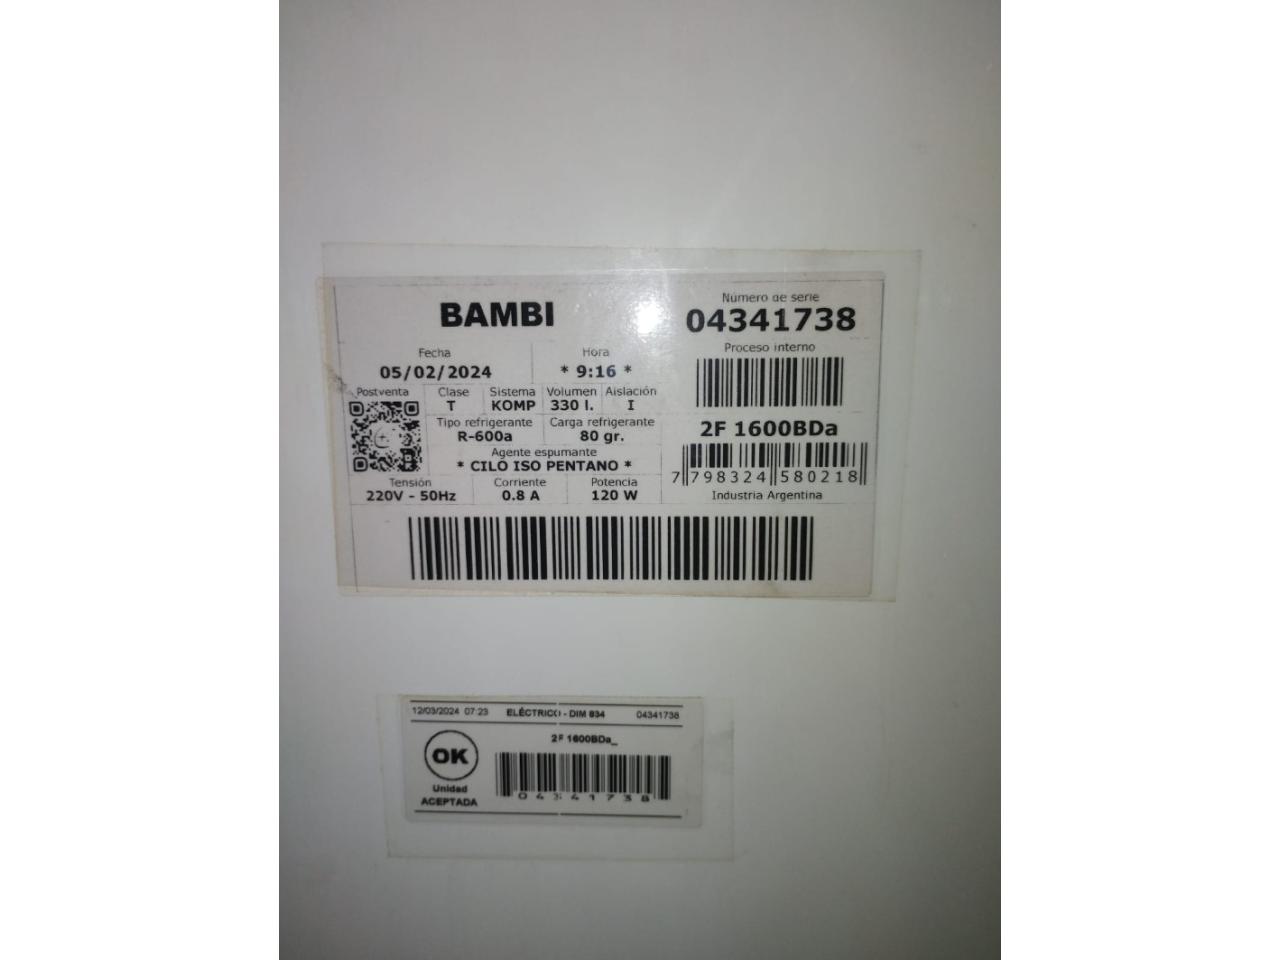 BAMBI
Número de serie
04341738
Fecha
Hora
Proceso interno
05/02/2024
* 9:16 *
Postventa
Clase
Sistema
Volumen
Aislación
T
KOMP
330 l.
I
Tipo refrigerante
Carga refrigerante
2F 1600BDa
R-600a
80 gr.
Agente espumante
* CILO ISO PENTANO *
7 798324 580218
Tensión
Corriente
Potencia
Industria Argentina
220V - 50Hz
0.8 A
120 W
12/03/2024 07:23
ELÉCTRICO - DIM 934
04341738
2F 1600BDa_
OK
Unidad
ACEPTADA
04341738